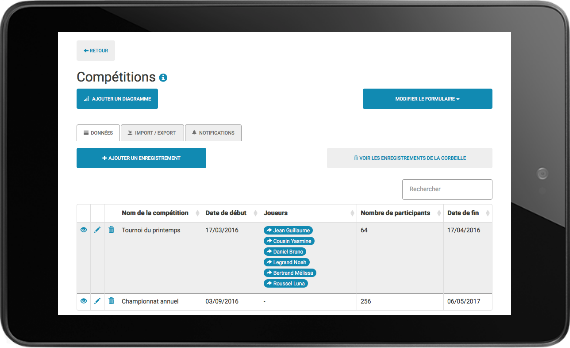 RETOUR
Compétitions
AJOUTER UN DIAGRAMME
MODIFIER LE FORMULAIRE
DONNÉES
IMPORT / EXPORT
NOTIFICATIONS
AJOUTER UN ENREGISTREMENT
VOIR LES ENREGISTREMENTS DE LA CORBEILLE
Rechercher
Nom de la compétition Date de début Joueurs Nombre de participants Date de fin
Tournoi du printemps 17/03/2016 Jean Guillaume 64 17/04/2016
Cousin Yasmine
Daniel Bruno
Legrand Noah
Bertrand Mélissa
Roussel Luna
Championnat annuel 03/09/2016 - 256 06/05/2017